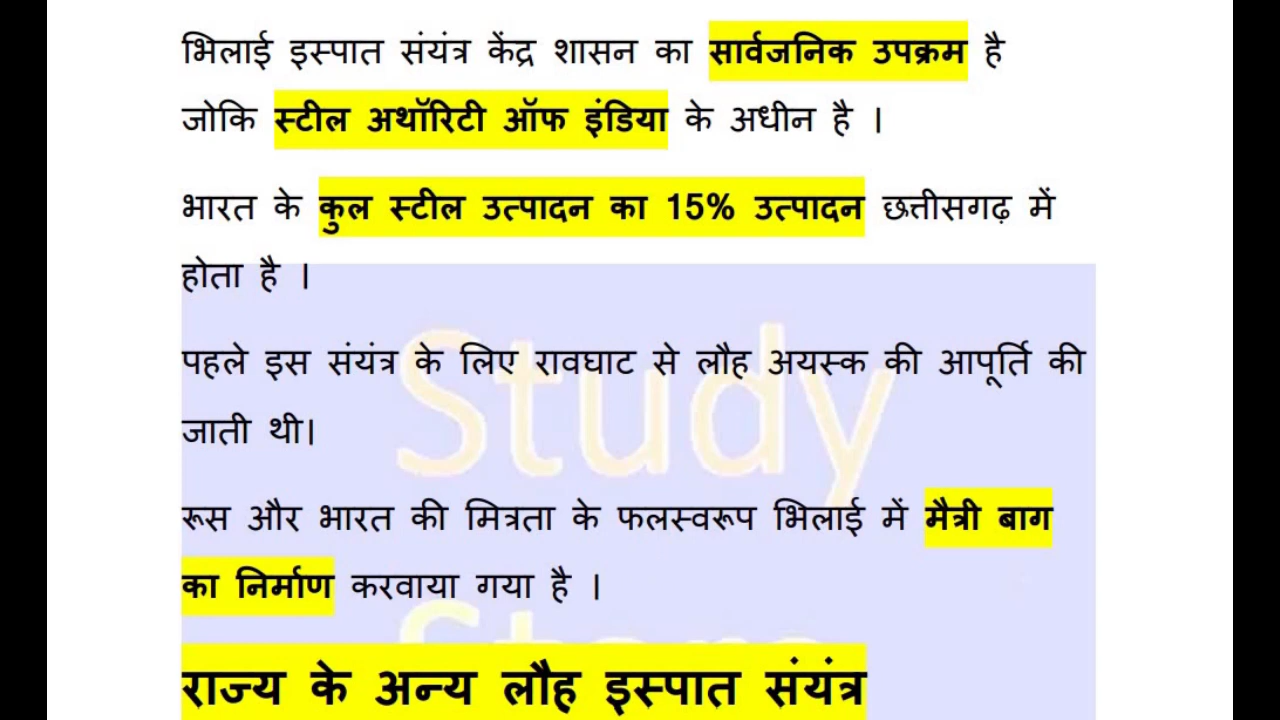 भिलाई इस्पात संयंत्र केंद्र शासन का सार्वजनिक उपक्रम है
जोकि स्टील अथॉरिटी ऑफ इंडिया के अधीन है ।
भारत के कुल स्टील उत्पादन का 15% उत्पादन छत्तीसगढ़ में
होता है ।
Study
पहले इस संयंत्र के लिए रावघाट से लौह अयस्क की आपूर्ति की
जाती थी।
रूस और भारत की मित्रता के फलस्वरूप भिलाई में मैत्री बाग
का निर्माण करवाया गया है ।
राज्य के अन्य लौह इस्पात संयंत्र